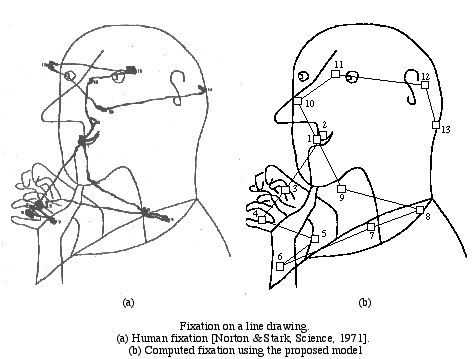 11
12
10
13
2
1
3
9
4
8
7
5
6
(a)
(b)
Fixation on a line drawing.
(a) Human fixation [Norton & Stark, Science, 1971].
(b) Computed fixation using the proposed model